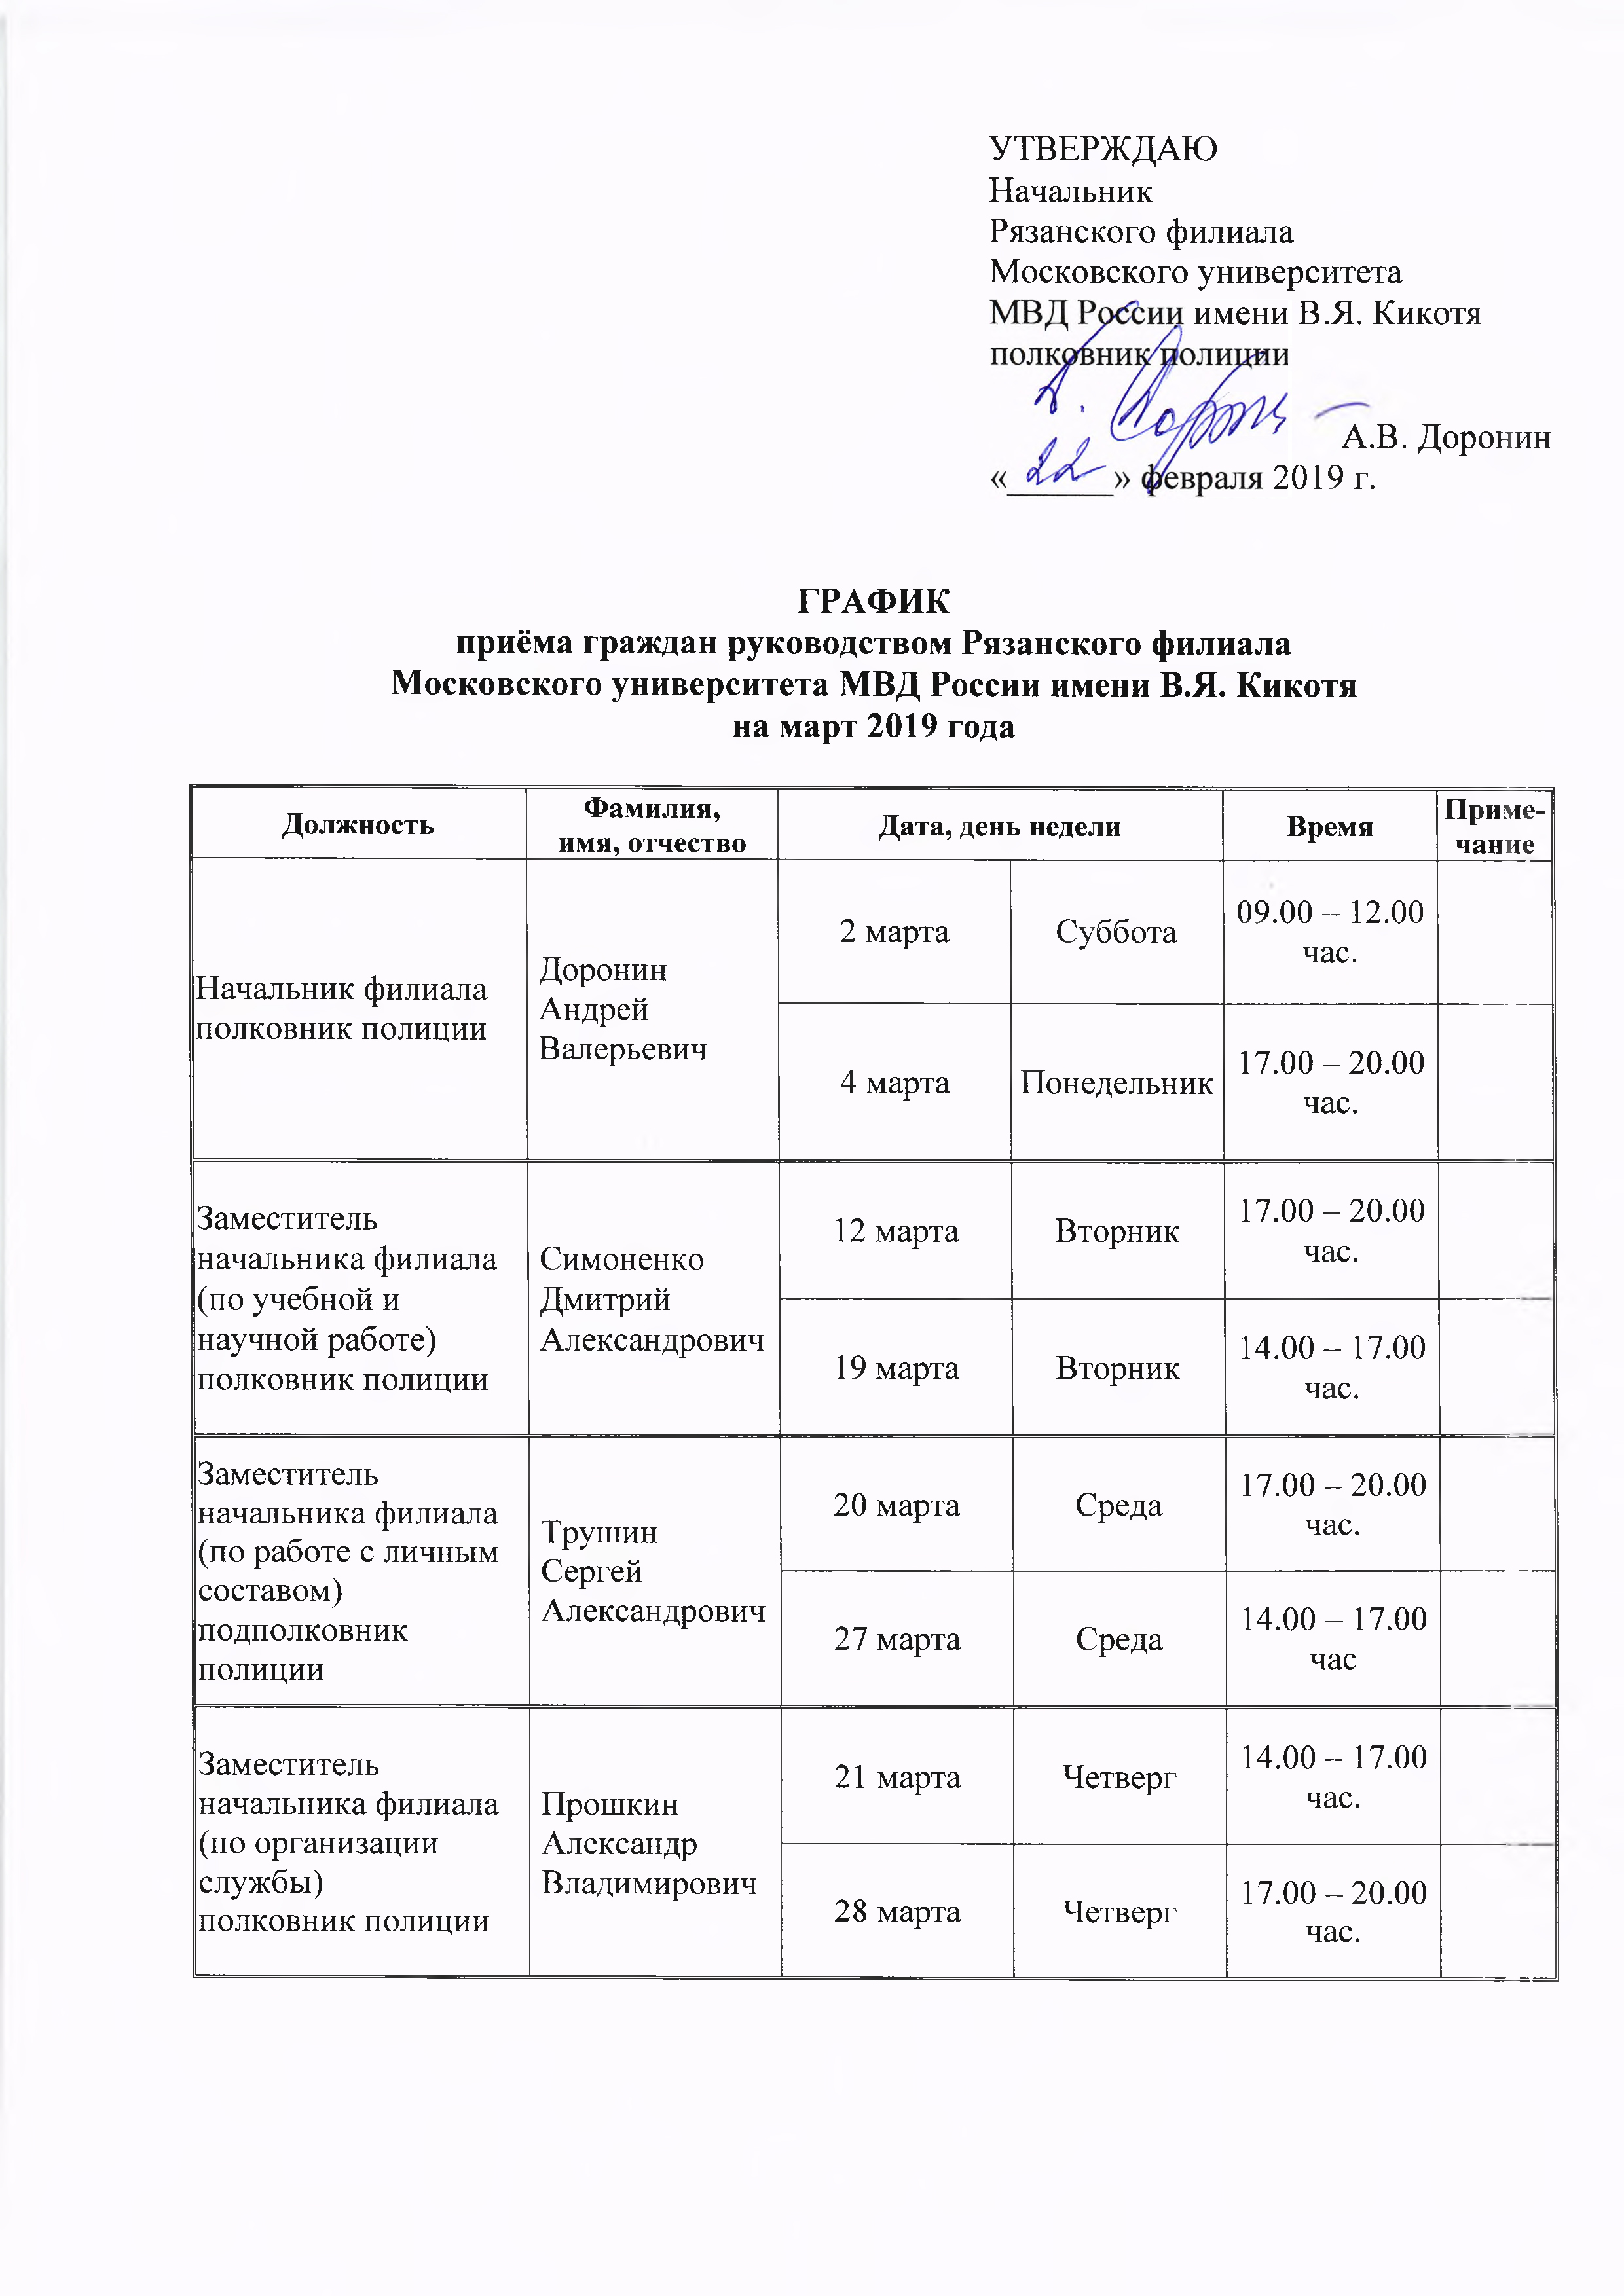 УТВЕРЖДАЮ
Начальник
Рязанского филиала
Московского университета
МВД России имени В.Я. Кикотя
полковник полиции
А.В. Доронин
«22» февраля 2019 г.
ГРАФИК
приёма граждан руководством Рязанского филиала
Московского университета МВД России имени В.Я. Кикотя
на март 2019 года
Должность
Фамилия,
имя, отчество
Дата, день недели
Время
Приме-
чание
Начальник филиала
полковник полиции
Доронин
Андрей
Валерьевич
2 марта
Суббота
09.00 – 12.00
час.
4 марта
Понедельник
17.00 – 20.00
час.
Заместитель
начальника филиала
(по учебной и
научной работе)
полковник полиции
Симоненко
Дмитрий
Александрович
12 марта
Вторник
17.00 – 20.00
час.
19 марта
Вторник
14.00 – 17.00
час.
Заместитель
начальника филиала
(по работе с личным
составом)
подполковник
полиции
Трушин
Сергей
Александрович
20 марта
Среда
17.00 – 20.00
час.
27 марта
Среда
14.00 – 17.00
час
Заместитель
начальника филиала
(по организации
службы)
полковник полиции
Прошкин
Александр
Владимирович
21 марта
Четверг
14.00 – 17.00
час.
28 марта
Четверг
17.00 – 20.00
час.